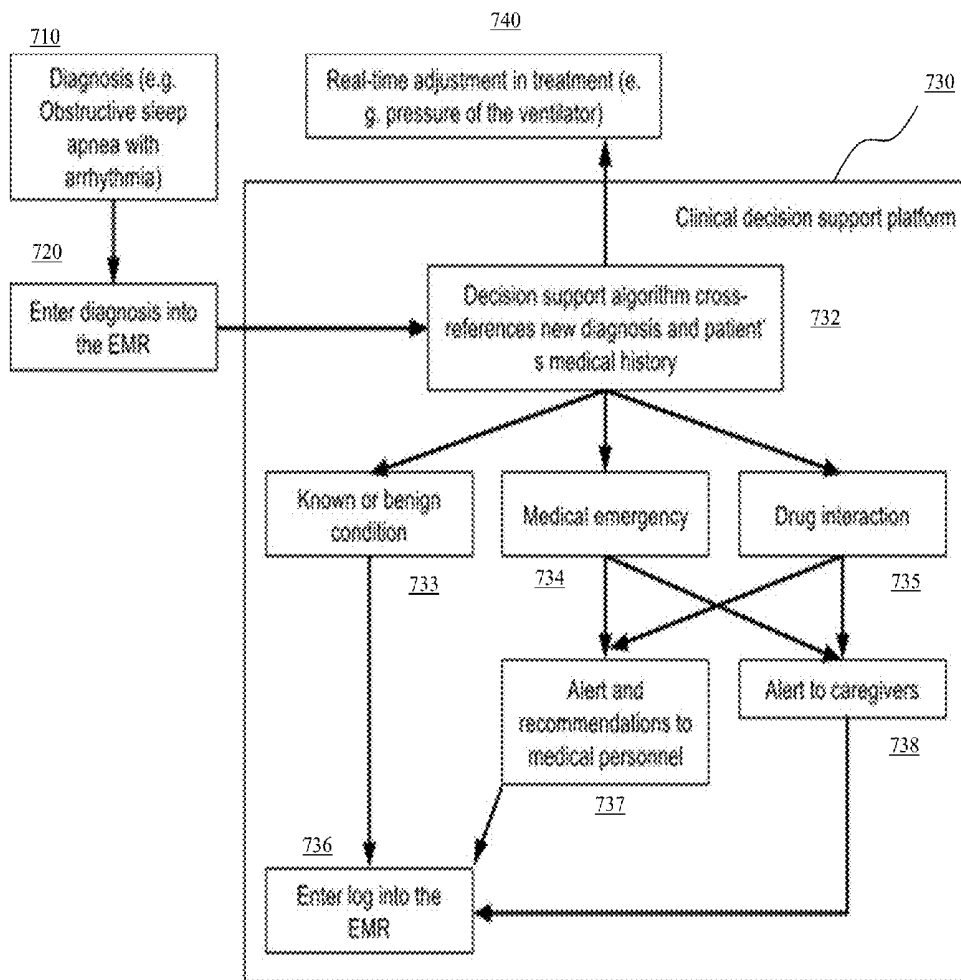 710
Diagnosis (e.g.
Obstructive sleep
apnea with
arrhythmia)
740
Real-time adjustment in treatment (e.
g. pressure of the ventilator)
730
Clinical decision support platform
720
Enter diagnosis into
the EMR
Decision support algorithm cross-
references new diagnosis and patient'
s medical history
732
Known or benign
condition
733
Medical emergency
734
Drug interaction
735
Alert and
recommendations to
medical personnel
737
Alert to caregivers
738
736
Enter log into the
EMR